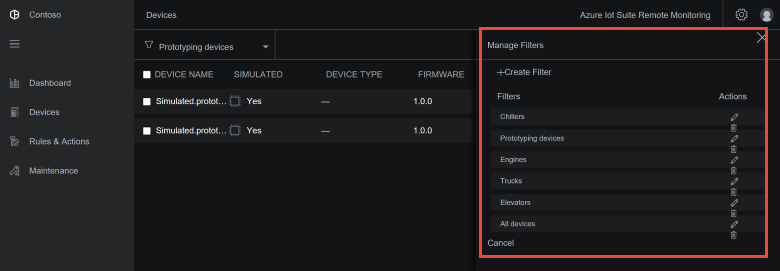 Contoso
Devices
Azure Iot Suite Remote Monitoring
Prototyping devices
Manage Filters
Create Filter
DEVICE NAME SIMULATED DEVICE TYPE FIRMWARE
Dashboard
Filters Actions
Simulated.protot... Yes — 1.0.0
Devices
Chillers
Simulated.protot... Yes — 1.0.0
Prototyping devices
Rules & Actions
Engines
Maintenance
Trucks
Elevators
All devices
Cancel